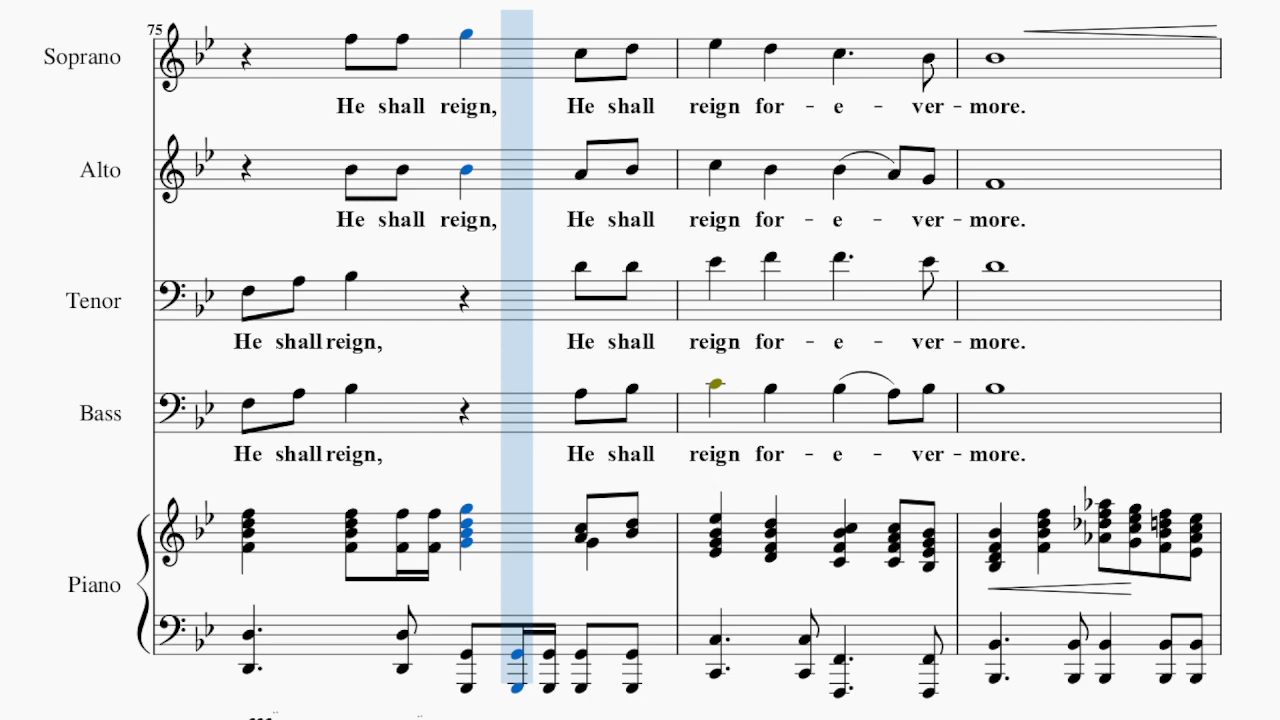 75
Soprano
He shall reign, He shall reign for - e - ver - more.
Alto
He shall reign, He shall reign for - e - ver - more.
Tenor
He shall reign, He shall reign for - e - ver - more.
Bass
He shall reign, He shall reign for - e - ver - more.
Piano